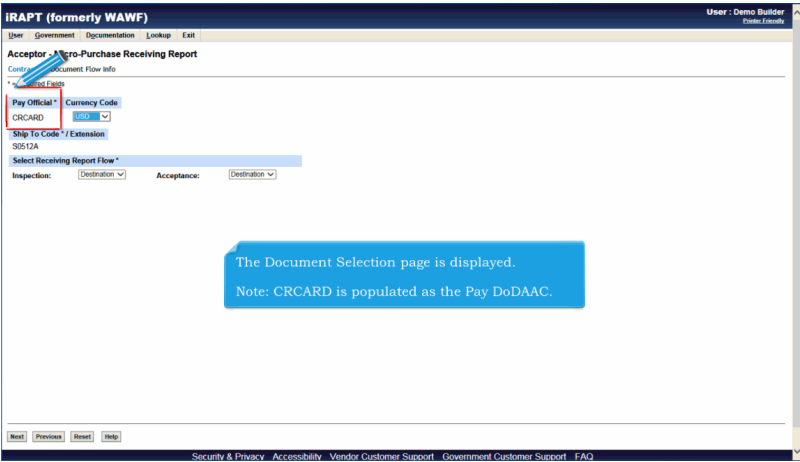 iRAPT (formerly WAWF)
User : Demo Builder
Printer Friendly
User Government Documentation Lookup Exit
Acceptor - Micro-Purchase Receiving Report
Document Flow Info
Required Fields
Pay Official * Currency Code
CRCARD USD
Ship To Code * / Extension
S0512A
Select Receiving Report Flow *
Inspection: Destination Acceptance: Destination
The Document Selection page is displayed.
Note: CRCARD is populated as the Pay DoDAAC.
Next Previous Reset Help
Security & Privacy Accessibility Vendor Customer Support Government Customer Support FAQ